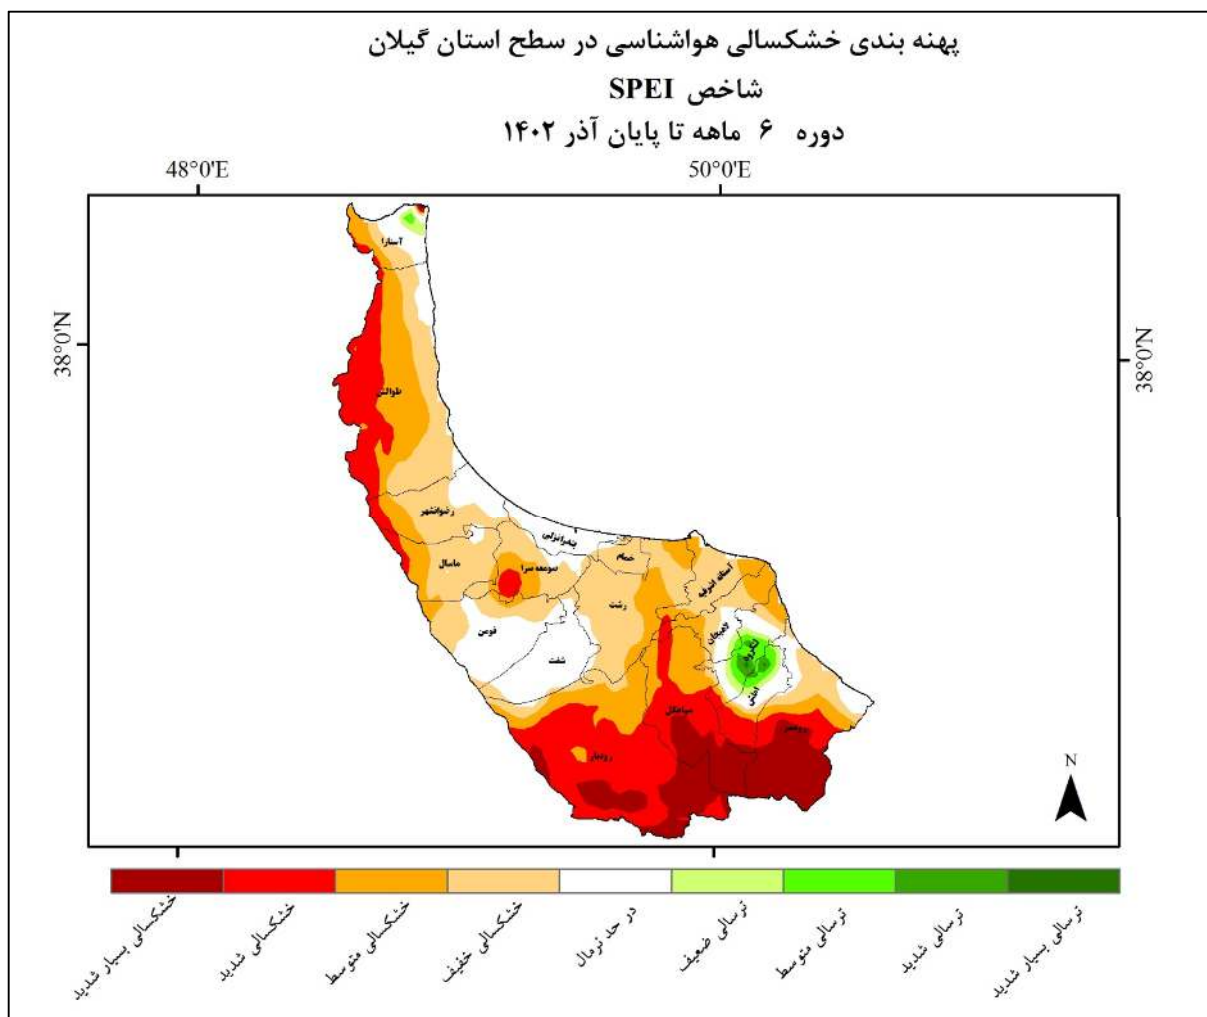 پهنه بندی خشکسالی هواشناسی در سطح استان گیلان
شاخص SPEI
دوره ۶ ماهه تا پایان آذر ۱۴۰۲
48°0'E
50°0'E
38°0'N
38°0'N
آستارا
طوالش
رضوانشهر
بندرانزلی
خمام
ماسال
صومعه سرا
آستانه اشرفیه
رشت
فومن
لاهیجان
لنگرود
شفت
املش
سیاهکل
رودسر
رودبار
N
خشکسالی بسیار شدید
خشکسالی شدید
خشکسالی متوسط
خشکسالی خفیف
در حد نرمال
ترسالی ضعیف
ترسالی متوسط
ترسالی شدید
ترسالی بسیار شدید